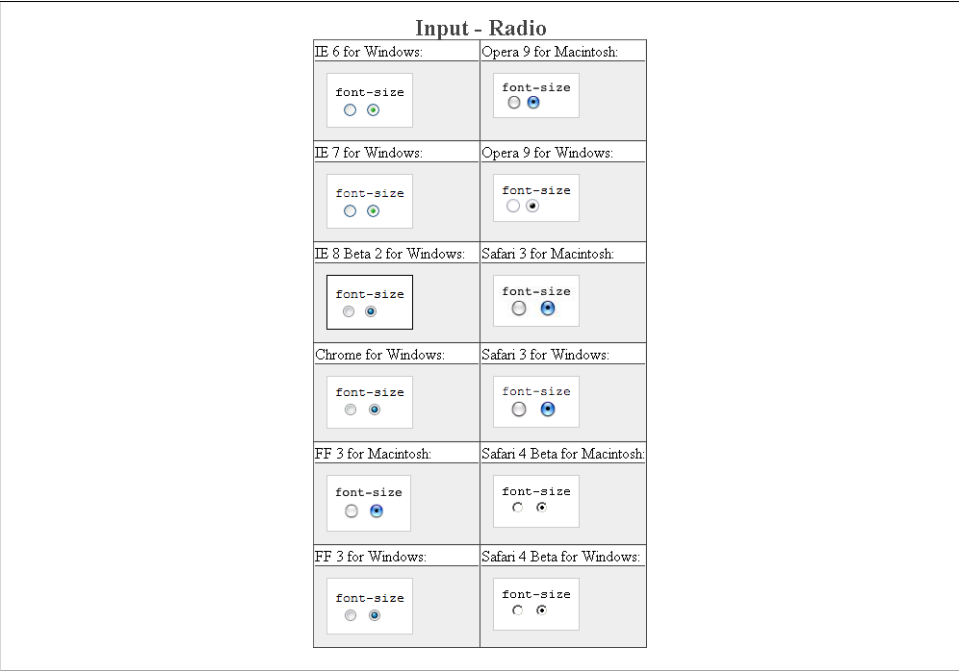 Input - Radio
IE 6 for Windows:
Opera 9 for Macintosh:
font-size
font-size
IE 7 for Windows:
Opera 9 for Windows:
font-size
font-size
IE 8 Beta 2 for Windows:
Safari 3 for Macintosh:
font-size
font-size
Chrome for Windows:
Safari 3 for Windows:
font-size
font-size
FF 3 for Macintosh:
Safari 4 Beta for Macintosh:
font-size
font-size
FF 3 for Windows:
Safari 4 Beta for Windows:
font-size
font-size